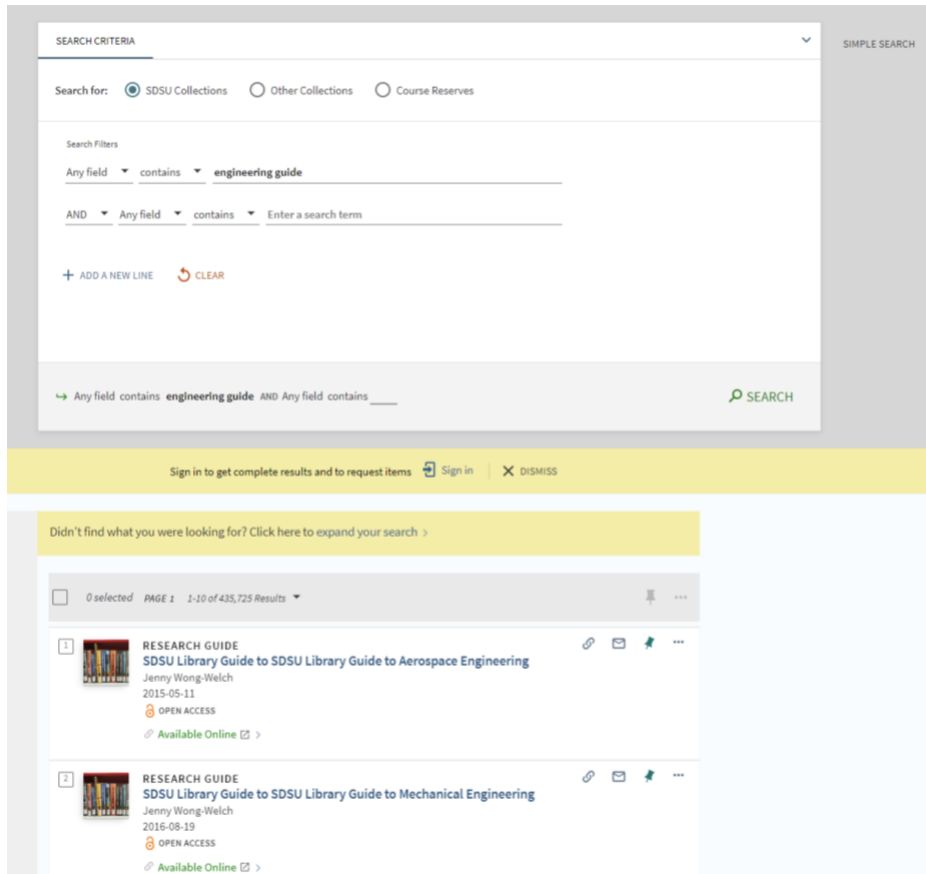 SEARCH CRITERIA
SIMPLE SEARCH
Search for: SDSU Collections Other Collections Course Reserves
Search Filters
Any field contains engineering guide
AND Any field contains Enter a search term
+ ADD A NEW LINE CLEAR
Any field contains engineering guide AND Any field contains ____
SEARCH
Sign in to get complete results and to request items Sign in DISMISS
Didn't find what you were looking for? Click here to expand your search >
0 selected PAGE 1 1-10 of 435,725 Results
1
RESEARCH GUIDE
SDSU Library Guide to SDSU Library Guide to Aerospace Engineering
Jenny Wong-Welch
2015-05-11
OPEN ACCESS
Available Online >
2
RESEARCH GUIDE
SDSU Library Guide to SDSU Library Guide to Mechanical Engineering
Jenny Wong-Welch
2016-08-19
OPEN ACCESS
Available Online >